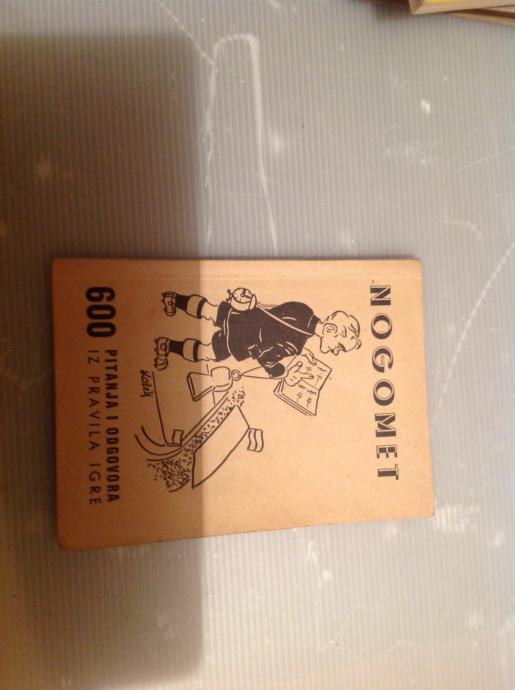 NOGOMET
600 PITANJA I ODGOVORA
IZ PRAVILA IGRE